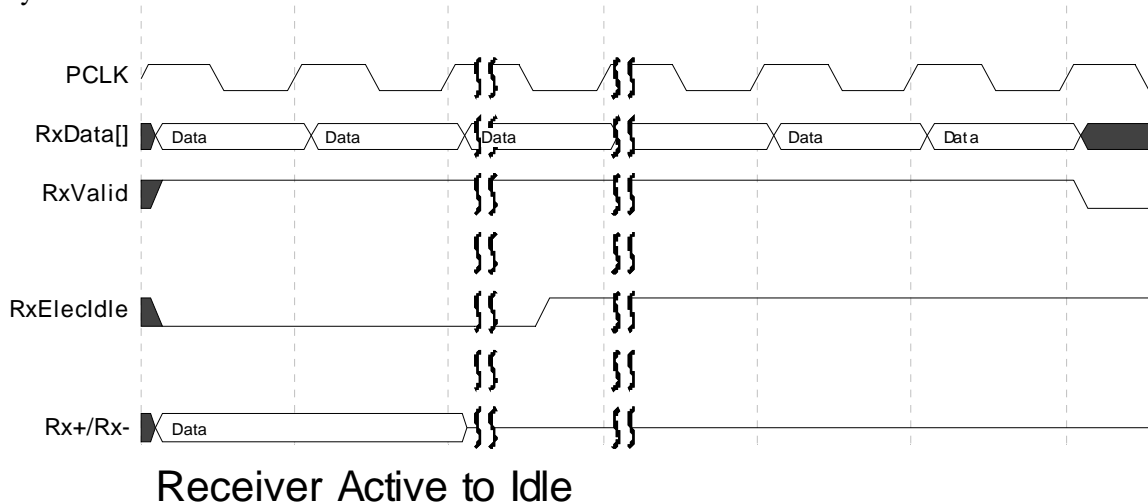 PCLK
RxData[] Data Data Data Data Data
RxValid
RxElecIdle
Rx+/Rx- Data
Receiver Active to Idle